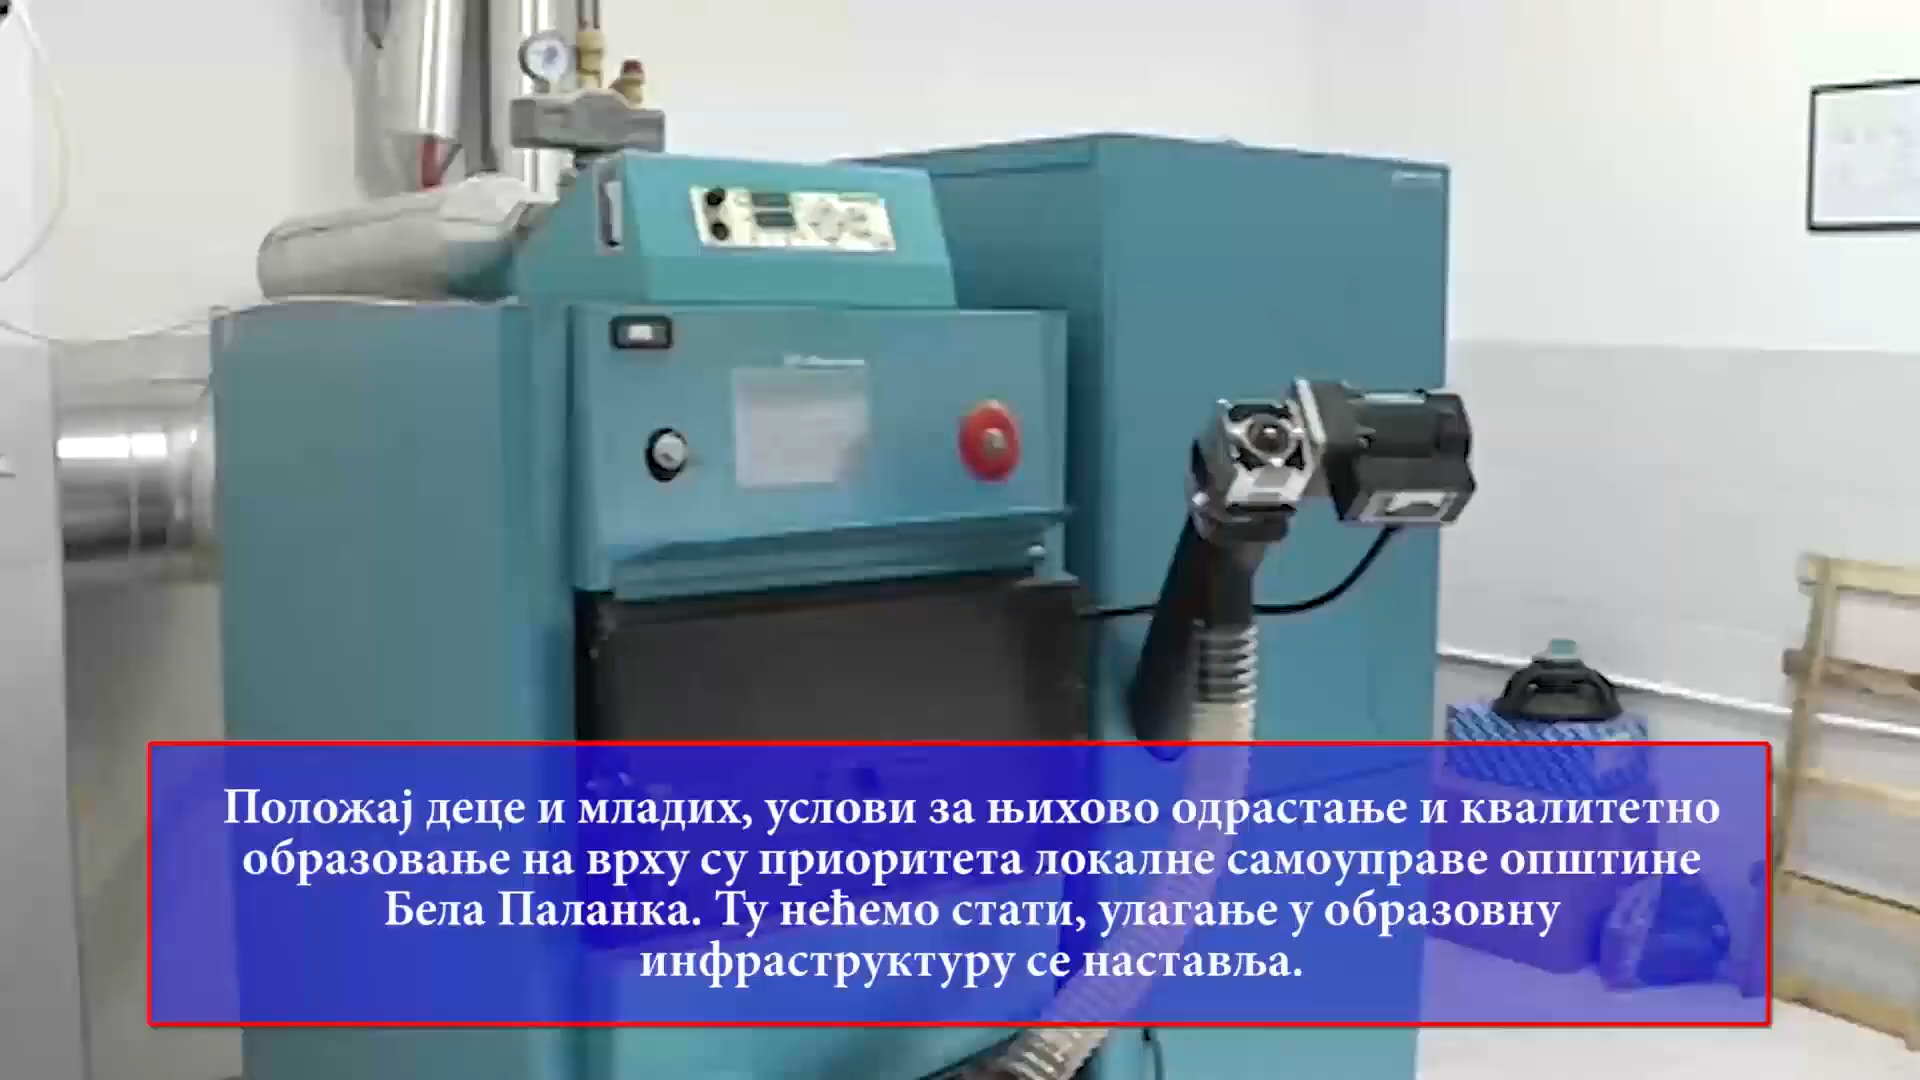 Положај деце и младих, услови за њихово одрастање и квалитетно
образовање на врху су приоритета локалне самоуправе општине
Бела Паланка. Ту нећемо стати, улагање у образовну
инфраструктуру се наставља.